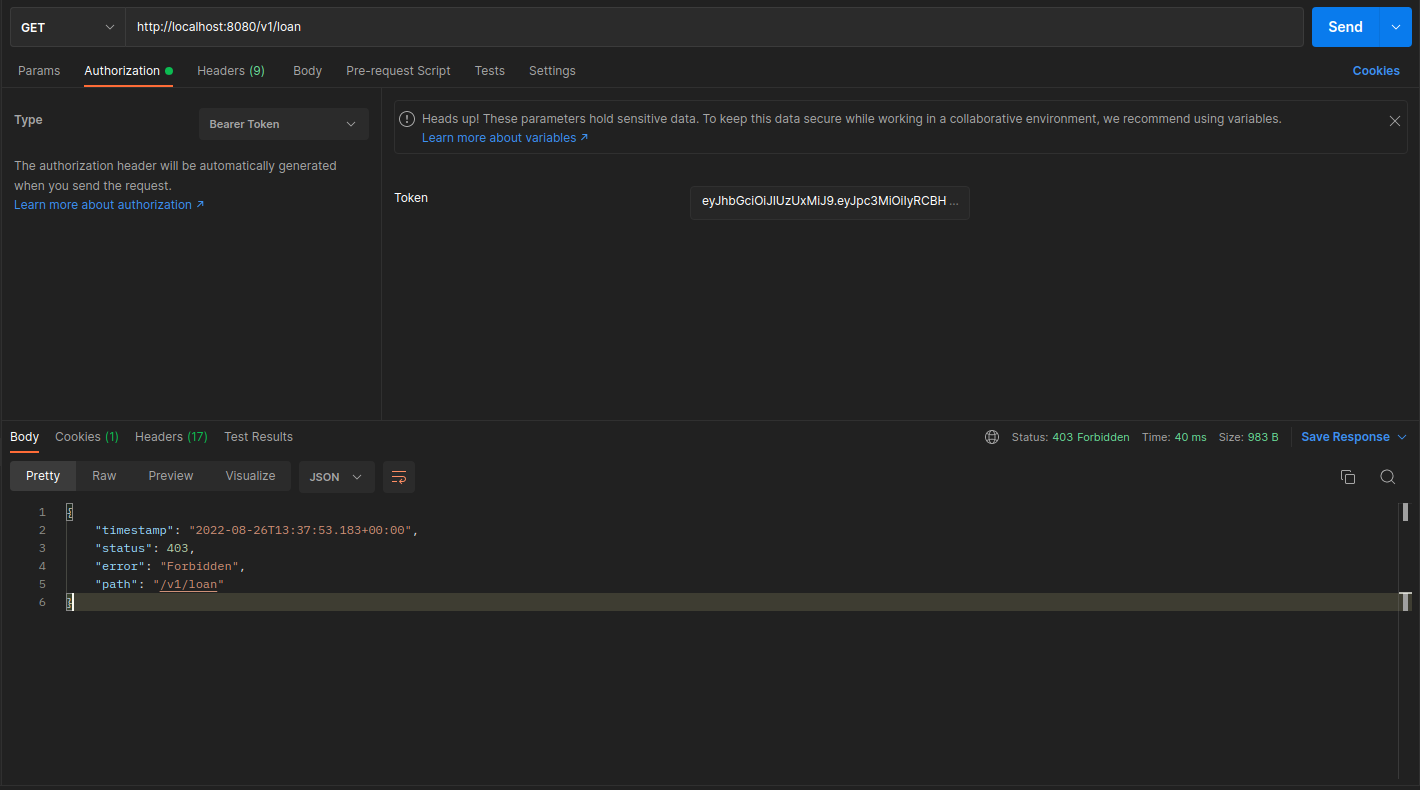 GET http://localhost:8080/v1/loan Send
Params Authorization Headers (9) Body Pre-request Script Tests Settings Cookies
Type Bearer Token
The authorization header will be automatically generated
when you send the request.
Learn more about authorization ↗
Heads up! These parameters hold sensitive data. To keep this data secure while working in a collaborative environment, we recommend using variables.
Learn more about variables ↗
Token eyJhbGciOiJIUzUxMiJ9.eyJpc3MiOiIyRCBH ...
Body Cookies (1) Headers (17) Test Results Status: 403 Forbidden Time: 40 ms Size: 983 B Save Response
Pretty Raw Preview Visualize JSON
1 {
2 "timestamp": "2022-08-26T13:37:53.183+00:00",
3 "status": 403,
4 "error": "Forbidden",
5 "path": "/v1/loan"
6 }